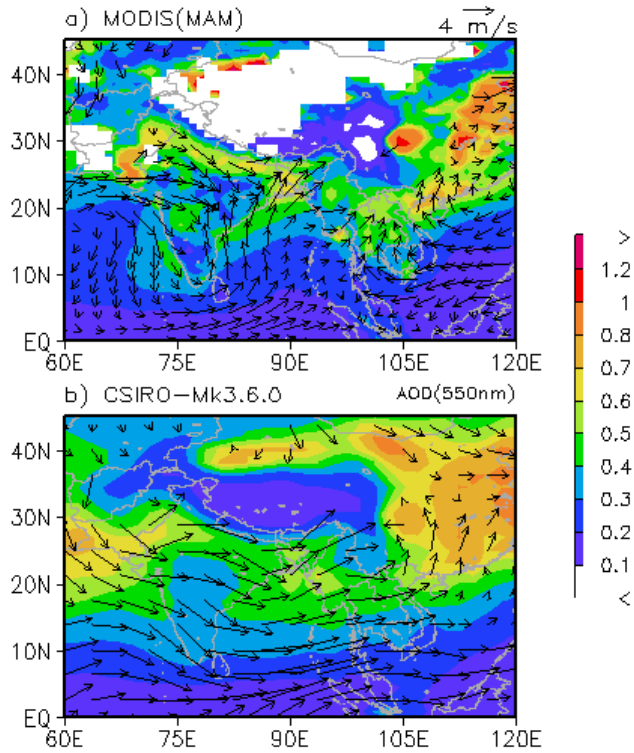 a) MODIS(MAM) 4 m/s
40N
30N
20N
10N
EQ
60E 75E 90E 105E 120E
b) CSIRO-Mk3.6.0 AOD(550nm)
40N
30N
20N
10N
EQ
60E 75E 90E 105E 120E
>
1.2
1
0.8
0.7
0.6
0.5
0.4
0.3
0.2
0.1
<